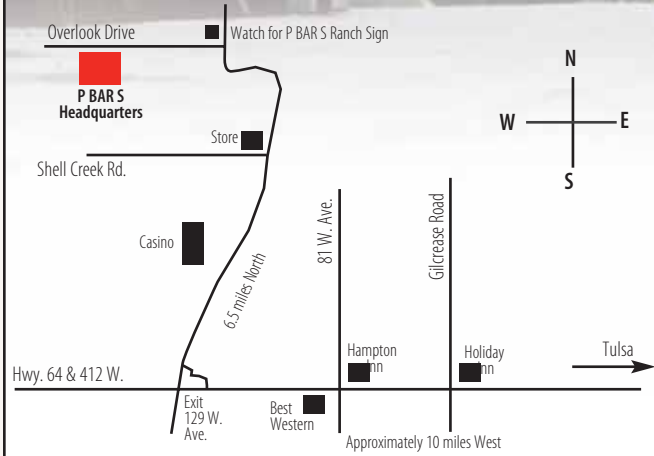 Overlook Drive
Watch for P BAR S Ranch Sign
P BAR S
Headquarters
N
W
E
S
Store
Shell Creek Rd.
Casino
6.5 miles North
81 W. Ave.
Gilcrease Road
Hampton
Inn
Holiday
Inn
Tulsa
Hwy. 64 & 412 W.
Exit
129 W.
Ave.
Best
Western
Approximately 10 miles West